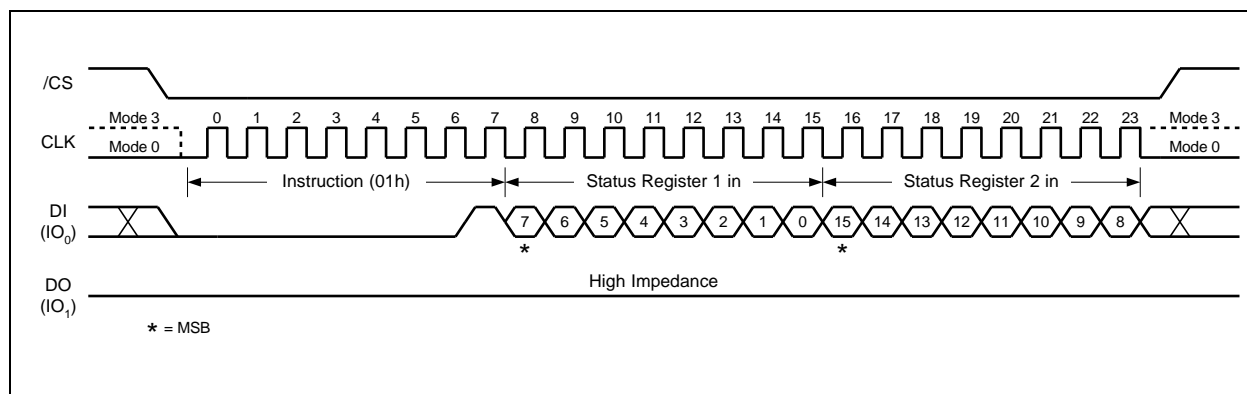 /CS
Mode 3 0 1 2 3 4 5 6 7 8 9 10 11 12 13 14 15 16 17 18 19 20 21 22 23 Mode 3
CLK
Mode 0 Mode 0
Instruction (01h) Status Register 1 in Status Register 2 in
DI
(IO0) 7 6 5 4 3 2 1 0 15 14 13 12 11 10 9 8
* *
High Impedance
DO
(IO1)
* = MSB